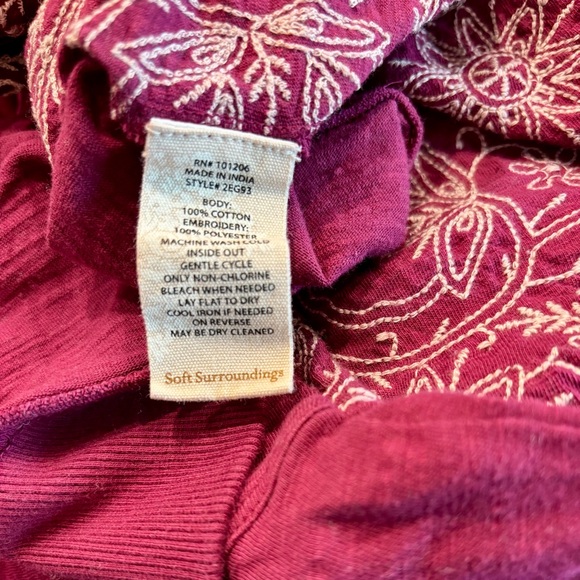 RN# 101206
MADE IN INDIA
STYLE# 2EG93
BODY:
100% COTTON
EMBROIDERY:
100% POLYESTER
MACHINE WASH COLD
INSIDE OUT
GENTLE CYCLE
ONLY NON-CHLORINE
BLEACH WHEN NEEDED
LAY FLAT TO DRY
COOL IRON IF NEEDED
ON REVERSE
MAY BE DRY CLEANED
Soft Surroundings